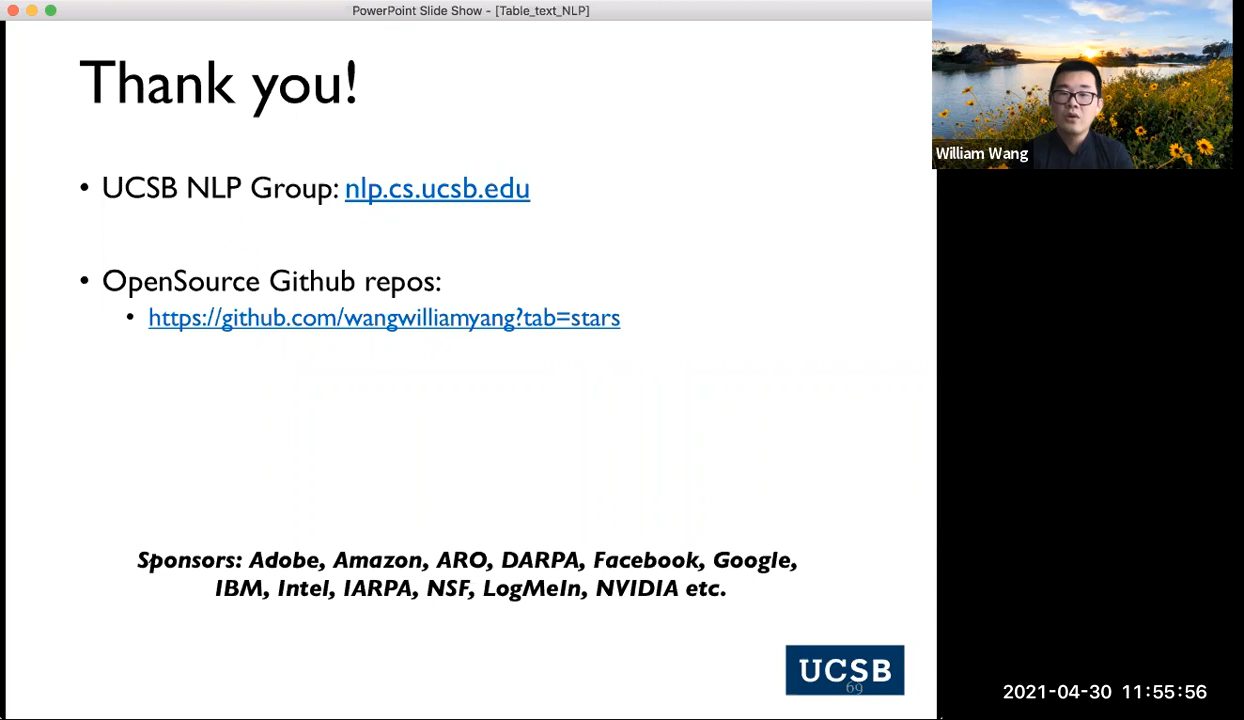 PowerPoint Slide Show - [Table_text_NLP]
Thank you!
• UCSB NLP Group: nlp.cs.ucsb.edu
• OpenSource Github repos:
• https://github.com/wangwilliamyang?tab=stars
Sponsors: Adobe, Amazon, ARO, DARPA, Facebook, Google,
IBM, Intel, IARPA, NSF, LogMeIn, NVIDIA etc.
UCSB
69
William Wang
2021-04-30 11:55:56